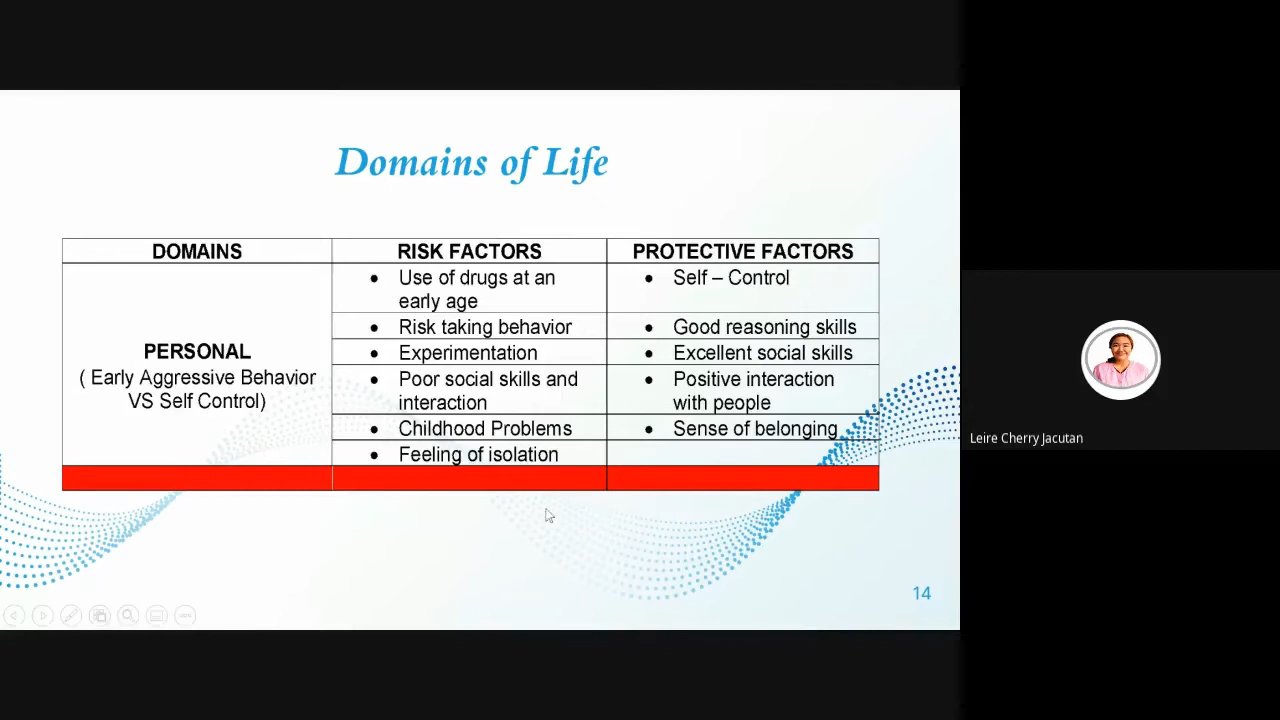 Domains of Life
DOMAINS
RISK FACTORS
PROTECTIVE FACTORS
PERSONAL
( Early Aggressive Behavior
VS Self Control)
• Use of drugs at an
early age
• Self – Control
• Risk taking behavior
• Good reasoning skills
• Experimentation
• Excellent social skills
• Poor social skills and
interaction
• Positive interaction
with people
• Childhood Problems
• Sense of belonging
• Feeling of isolation
14
Leire Cherry Jacutan